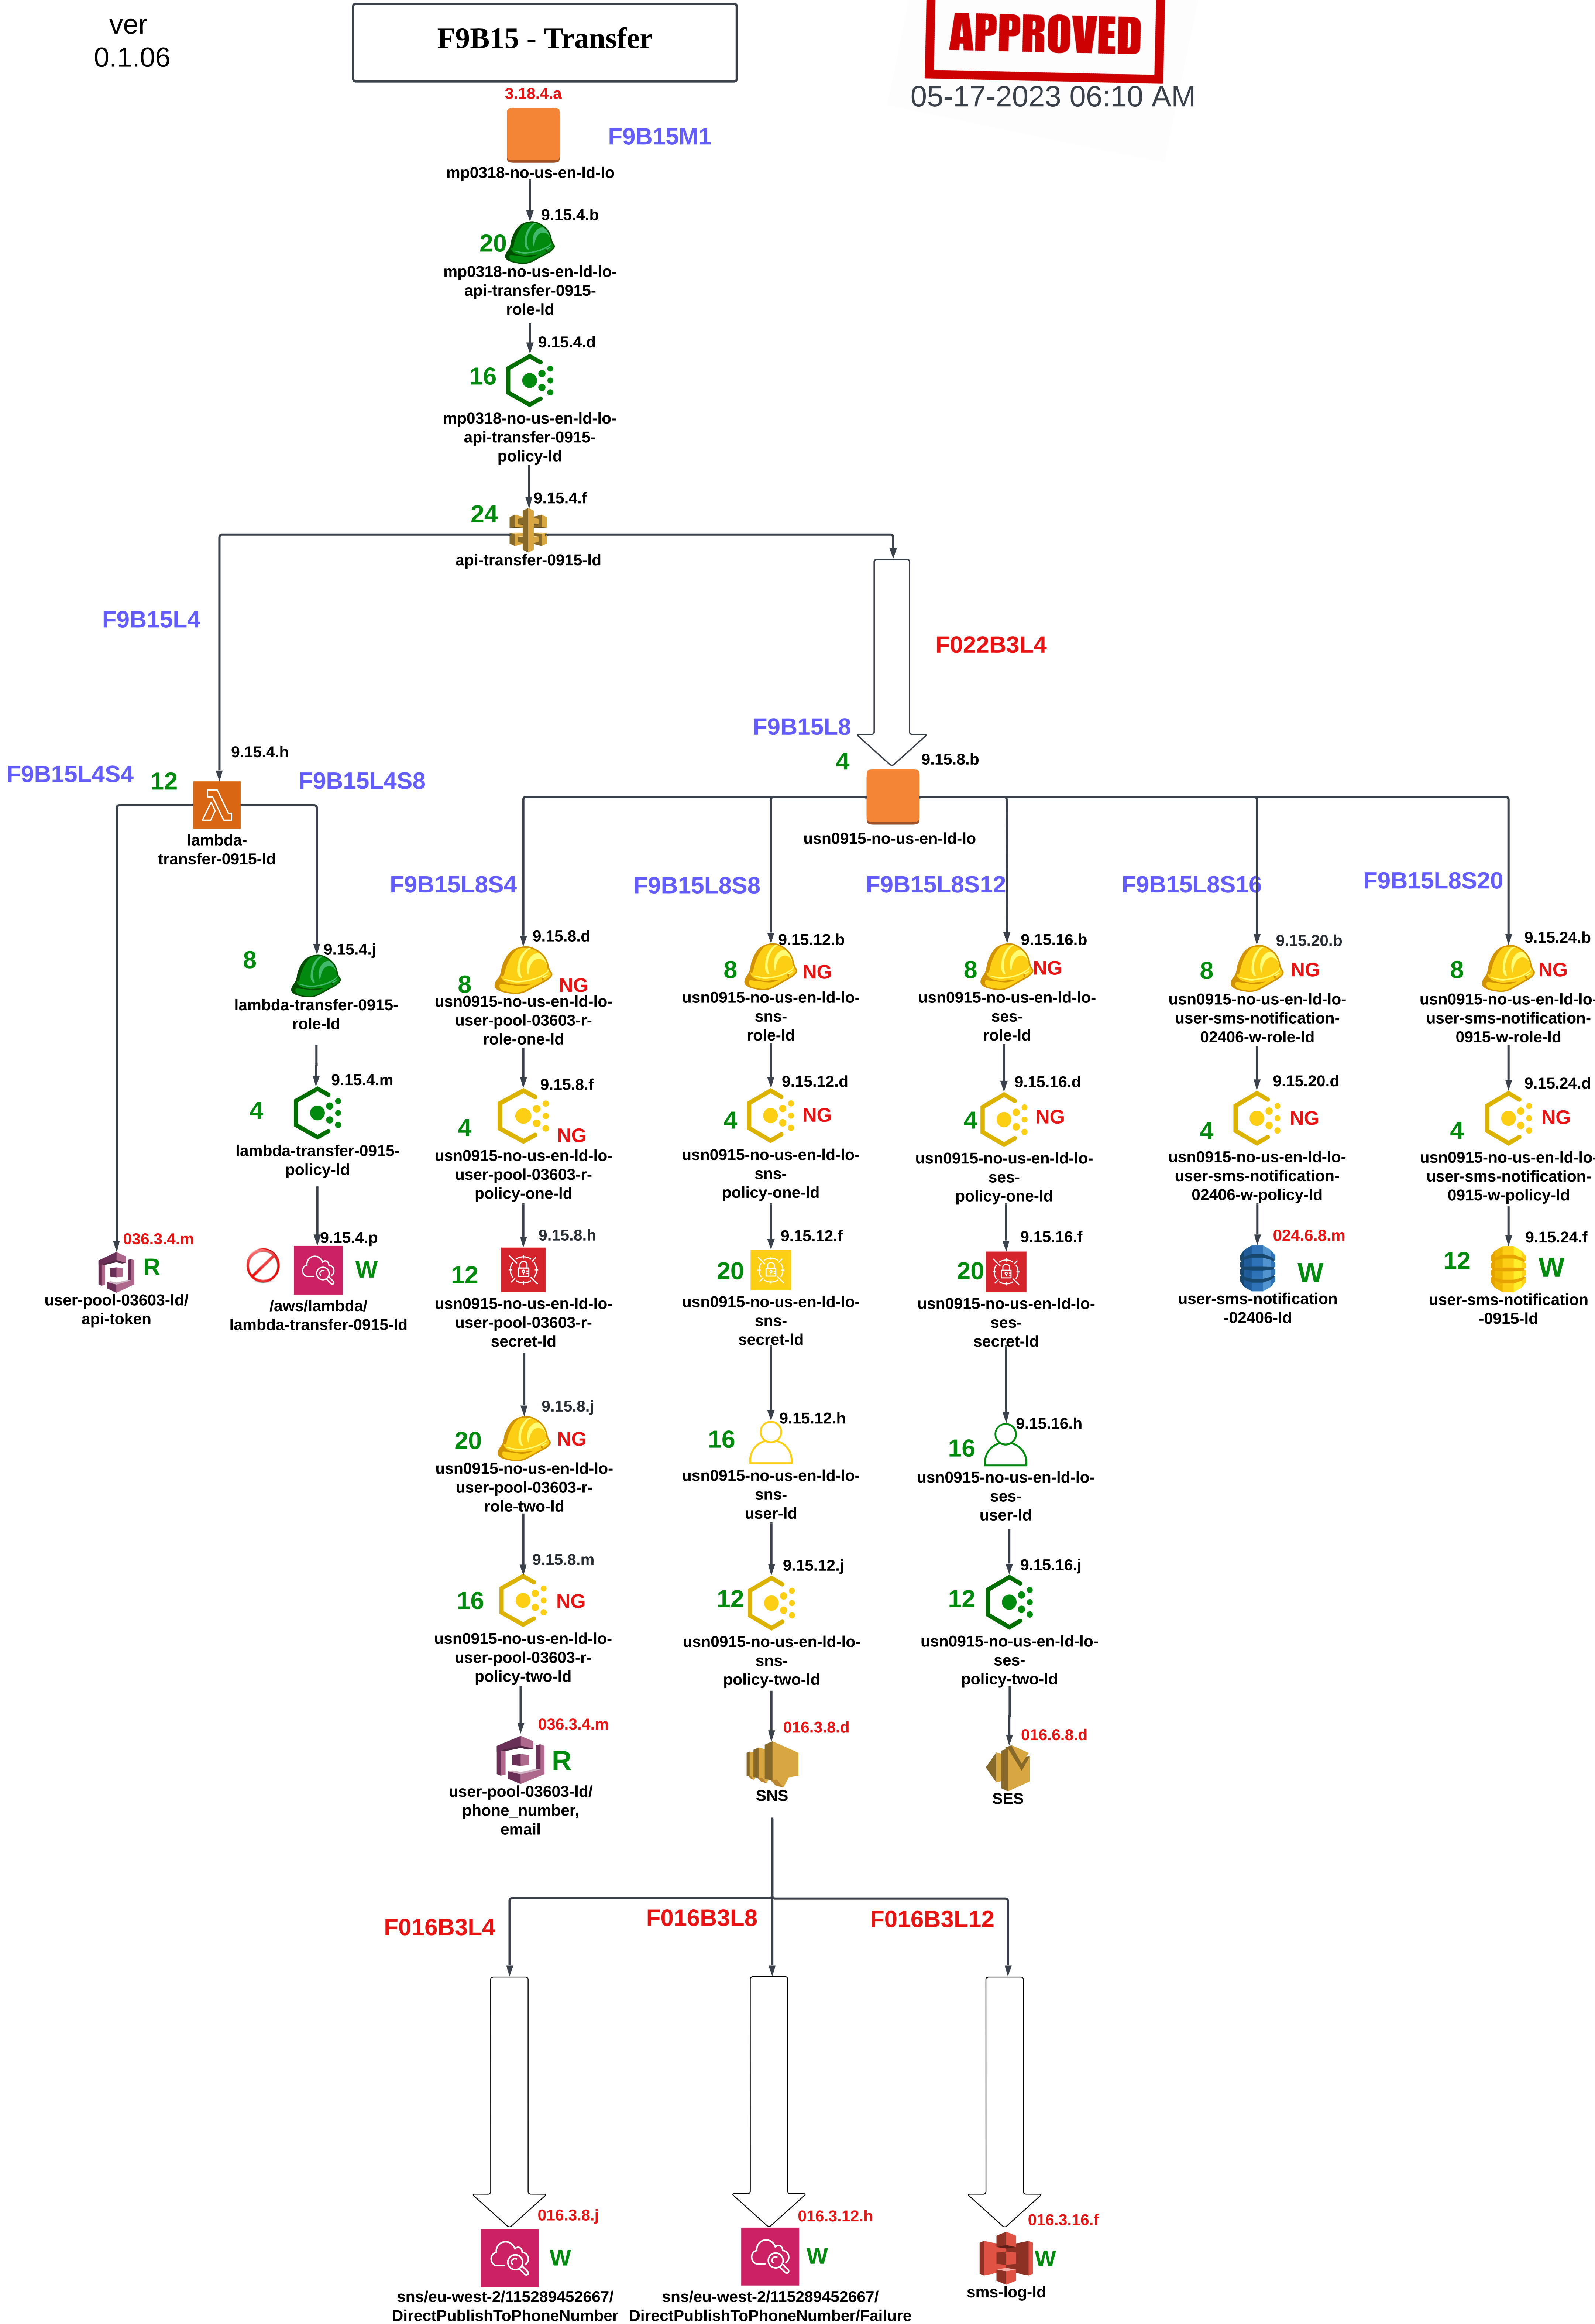 ver
0.1.06
F9B15 - Transfer
APPROVED
05-17-2023 06:10 AM
3.18.4.a
F9B15M1
mp0318-no-us-en-ld-lo
9.15.4.b
20
mp0318-no-us-en-ld-lo-
api-transfer-0915-
role-ld
9.15.4.d
16
mp0318-no-us-en-ld-lo-
api-transfer-0915-
policy-ld
9.15.4.f
24
api-transfer-0915-ld
F9B15L4
F022B3L4
F9B15L8
4
9.15.8.b
usn0915-no-us-en-ld-lo
9.15.4.h
F9B15L4S4
12
F9B15L4S8
lambda-
transfer-0915-ld
F9B15L8S4
F9B15L8S8
F9B15L8S12
F9B15L8S16
F9B15L8S20
036.3.4.m
R
user-pool-03603-ld/
api-token
9.15.4.j
8
lambda-transfer-0915-
role-ld
9.15.4.m
4
lambda-transfer-0915-
policy-ld
9.15.4.p
W
/aws/lambda/
lambda-transfer-0915-ld
9.15.8.d
8
NG
usn0915-no-us-en-ld-lo-
user-pool-03603-r-
role-one-ld
9.15.8.f
4
NG
usn0915-no-us-en-ld-lo-
user-pool-03603-r-
policy-one-ld
9.15.8.h
12
usn0915-no-us-en-ld-lo-
user-pool-03603-r-
secret-ld
9.15.8.j
20
NG
usn0915-no-us-en-ld-lo-
user-pool-03603-r-
role-two-ld
9.15.8.m
16
NG
usn0915-no-us-en-ld-lo-
user-pool-03603-r-
policy-two-ld
036.3.4.m
R
user-pool-03603-ld/
phone_number,
email
9.15.12.b
8
NG
usn0915-no-us-en-ld-lo-
sns-
role-ld
9.15.12.d
4
NG
usn0915-no-us-en-ld-lo-
sns-
policy-one-ld
9.15.12.f
20
usn0915-no-us-en-ld-lo-
sns-
secret-ld
9.15.12.h
16
usn0915-no-us-en-ld-lo-
sns-
user-ld
9.15.12.j
12
usn0915-no-us-en-ld-lo-
sns-
policy-two-ld
016.3.8.d
SNS
9.15.16.b
8
NG
usn0915-no-us-en-ld-lo-
ses-
role-ld
9.15.16.d
4
NG
usn0915-no-us-en-ld-lo-
ses-
policy-one-ld
9.15.16.f
20
usn0915-no-us-en-ld-lo-
ses-
secret-ld
9.15.16.h
16
usn0915-no-us-en-ld-lo-
ses-
user-ld
9.15.16.j
12
usn0915-no-us-en-ld-lo-
ses-
policy-two-ld
016.6.8.d
SES
9.15.20.b
8
NG
usn0915-no-us-en-ld-lo-
user-sms-notification-
02406-w-role-ld
9.15.20.d
4
NG
usn0915-no-us-en-ld-lo-
user-sms-notification-
02406-w-policy-ld
024.6.8.m
W
user-sms-notification
-02406-ld
9.15.24.b
8
NG
usn0915-no-us-en-ld-lo-
user-sms-notification-
0915-w-role-ld
9.15.24.d
4
NG
usn0915-no-us-en-ld-lo-
user-sms-notification-
0915-w-policy-ld
9.15.24.f
12
W
user-sms-notification
-0915-ld
F016B3L4
F016B3L8
F016B3L12
016.3.8.j
W
sns/eu-west-2/115289452667/
DirectPublishToPhoneNumber
016.3.12.h
W
sns/eu-west-2/115289452667/
DirectPublishToPhoneNumber/Failure
016.3.16.f
W
sms-log-ld